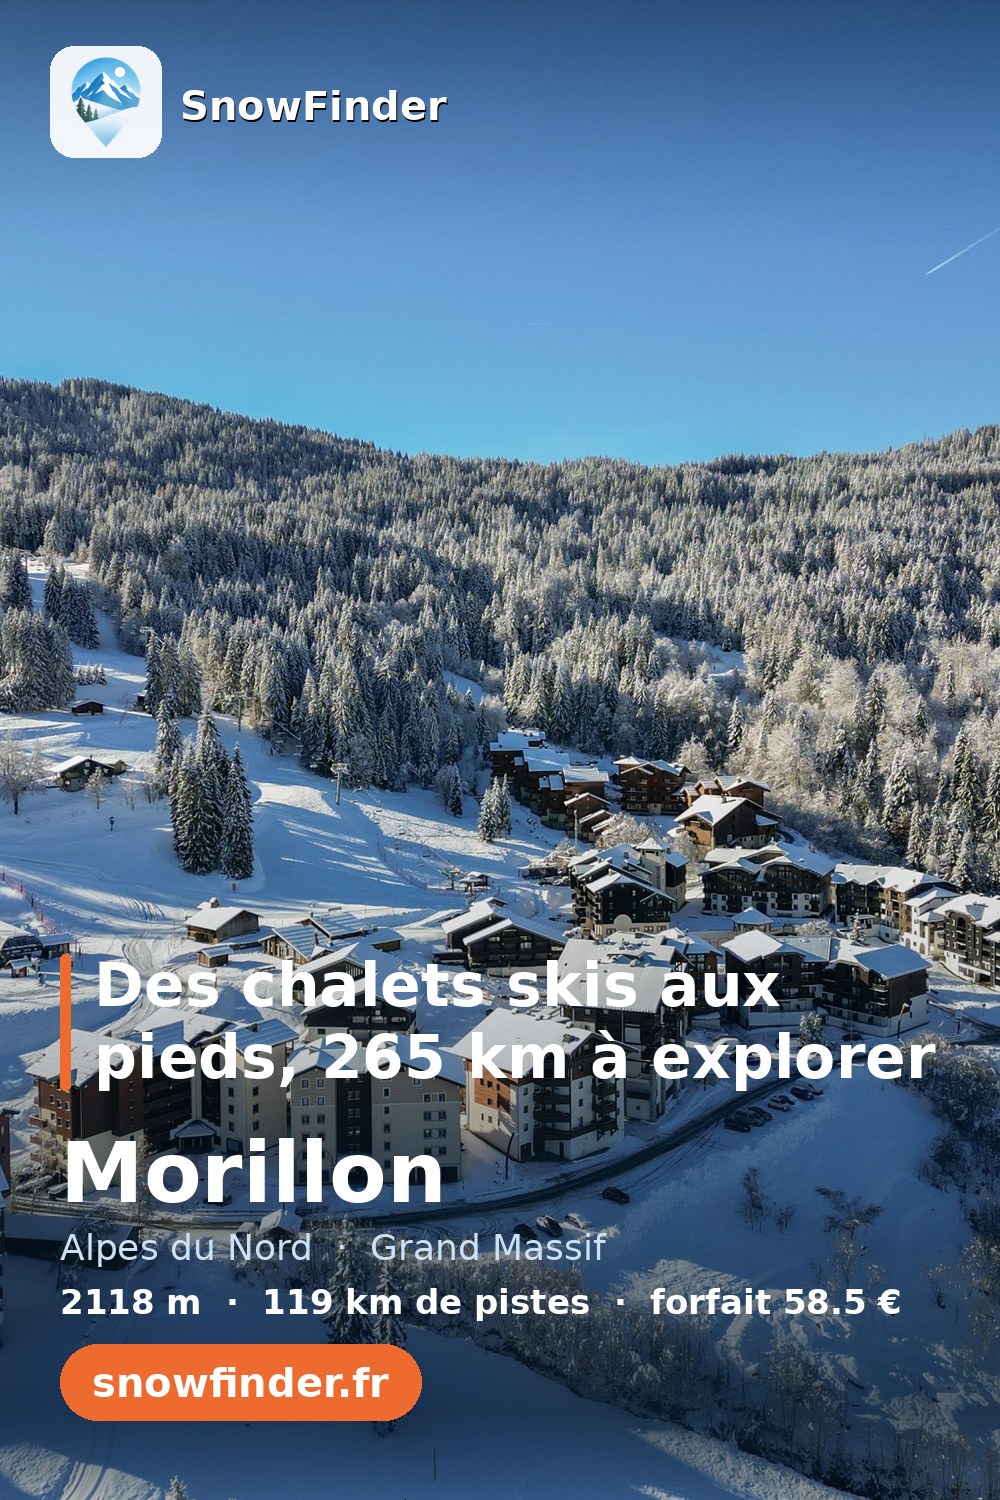 SnowFinder
Des chalets skis aux
pieds, 265 km à explorer
Morillon
Alpes du Nord · Grand Massif
2118 m · 119 km de pistes · forfait 58.5 €
snowfinder.fr